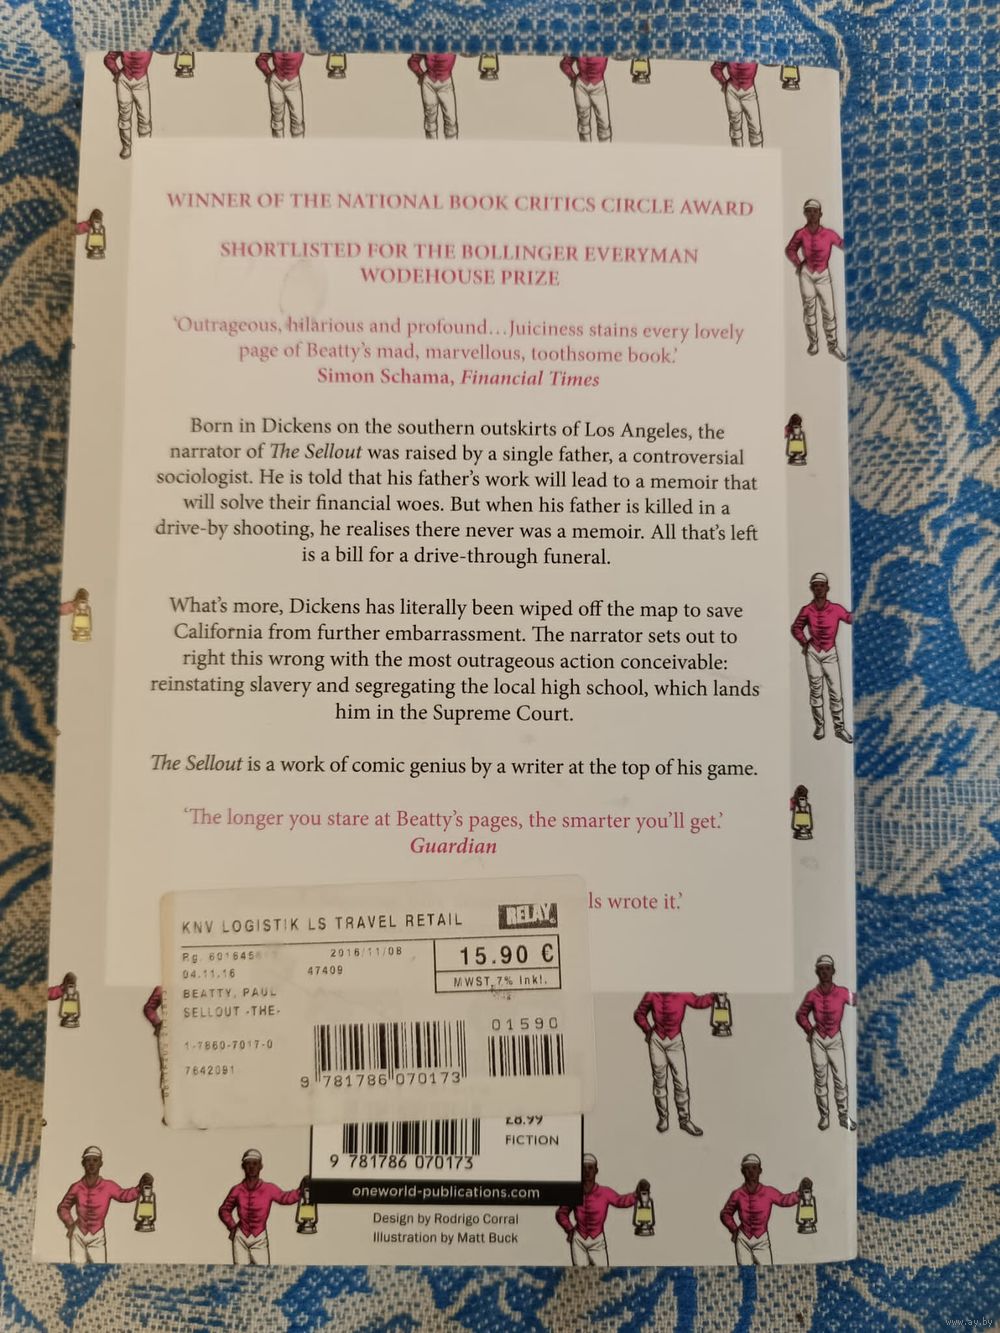 WINNER OF THE NATIONAL BOOK CRITICS CIRCLE AWARD
SHORTLISTED FOR THE BOLLINGER EVERYMAN
WODEHOUSE PRIZE
‘Outrageous, hilarious and profound…Juiciness stains every lovely
page of Beatty’s mad, marvellous, toothsome book.’
Simon Schama, Financial Times
Born in Dickens on the southern outskirts of Los Angeles, the
narrator of The Sellout was raised by a single father, a controversial
sociologist. He is told that his father’s work will lead to a memoir that
will solve their financial woes. But when his father is killed in a
drive-by shooting, he realises there never was a memoir. All that’s left
is a bill for a drive-through funeral.
What’s more, Dickens has literally been wiped off the map to save
California from further embarrassment. The narrator sets out to
right this wrong with the most outrageous action conceivable:
reinstating slavery and segregating the local high school, which lands
him in the Supreme Court.
The Sellout is a work of comic genius by a writer at the top of his game.
‘The longer you stare at Beatty’s pages, the smarter you’ll get.’
Guardian
ls wrote it.’
KNV LOGISTIK LS TRAVEL RETAIL RELAY
Pg. 601645 2016/11/08 15.90 €
04.11.16 47409 MWST 7% inkl.
BEATTY, PAUL
SELLOUT -THE-
01590
1-7860-7017-0
7642091
9 781786 070173
£8.99
FICTION
9 781786 070173
oneworld-publications.com
Design by Rodrigo Corral
Illustration by Matt Buck
www.ay.by